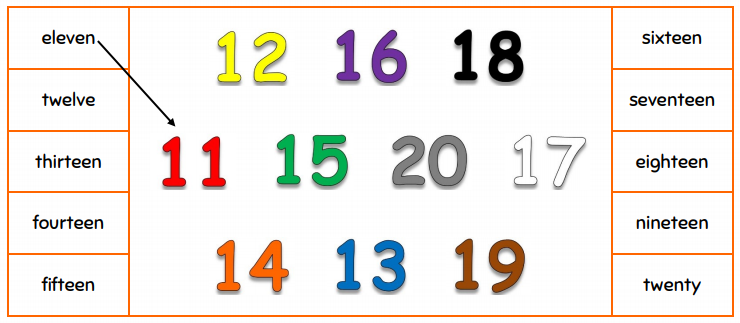 eleven
twelve
thirteen
fourteen
fifteen
12 16 18
11 15 20 17
14 13 19
sixteen
seventeen
eighteen
nineteen
twenty